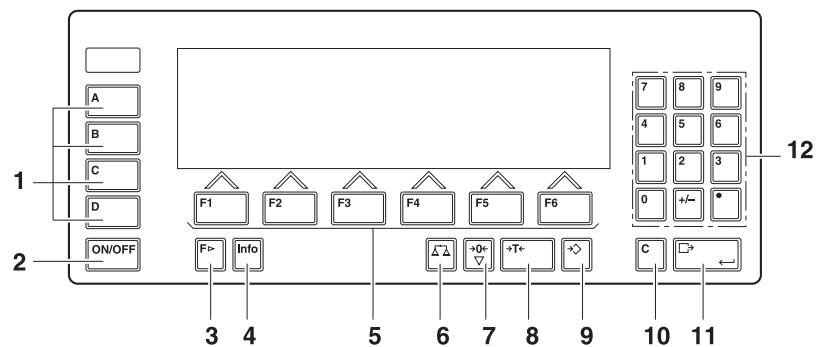 7 8 9
A
B
4 5 6
1 C
1 2 3
12
D
F1 F2 F3 F4 F5 F6
0 +/− •
2 ON/OFF
F▻ Info
→0←
▽
→T←
→◇
C
3 4 5 6 7 8 9 10 11